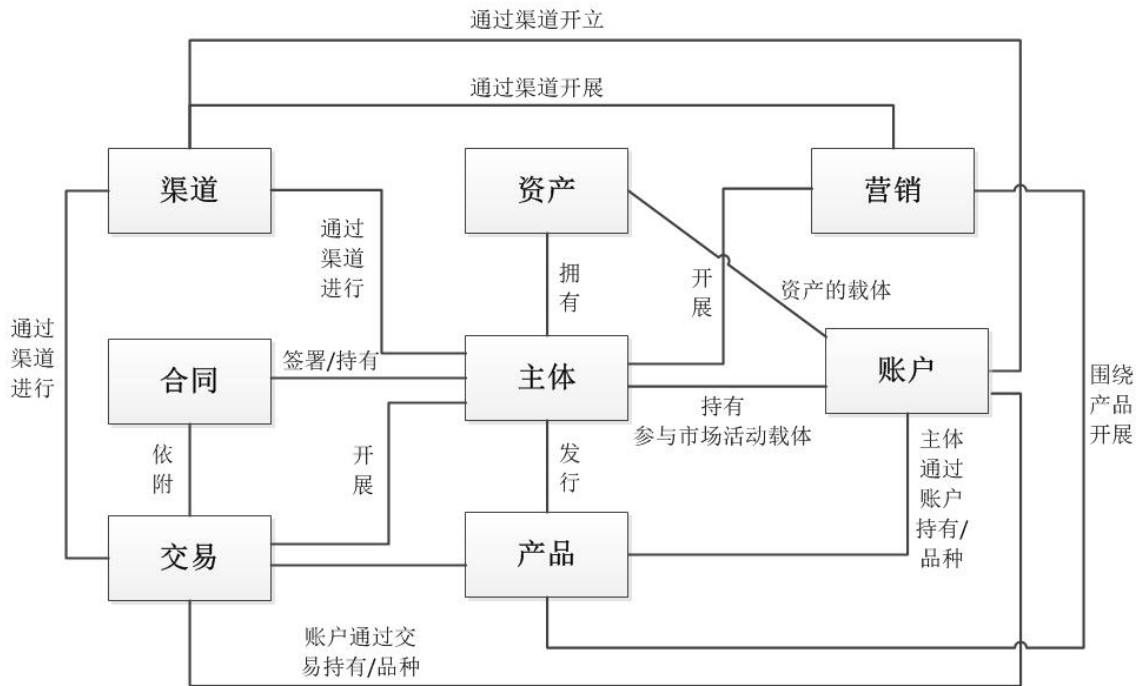 通过渠道开立
通过渠道开展
渠道
资产
营销
通过
渠道
进行
拥
有
开
展
资产的载体
通过
渠道
进行
合同
签署/持有
主体
账户
围绕
产品
开展
持有
参与市场活动载体
依
附
开
展
发
行
主体
通过
账户
持有/
品种
交易
产品
账户通过交
易持有/品种